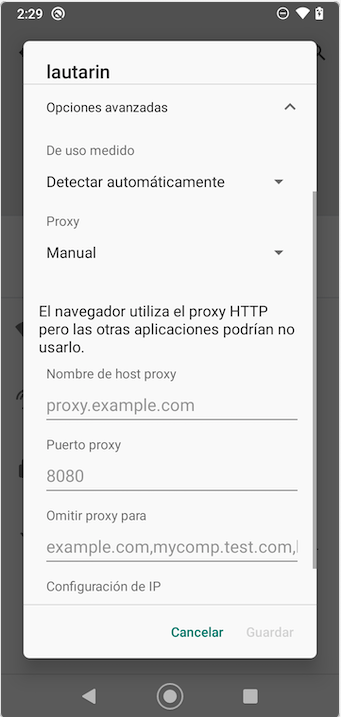 2:29
lautarin
Opciones avanzadas
De uso medido
Detectar automáticamente
Proxy
Manual
El navegador utiliza el proxy HTTP
pero las otras aplicaciones podrían no
usarlo.
Nombre de host proxy
proxy.example.com
Puerto proxy
8080
Omitir proxy para
example.com,mycomp.test.com,
Configuración de IP
Cancelar Guardar